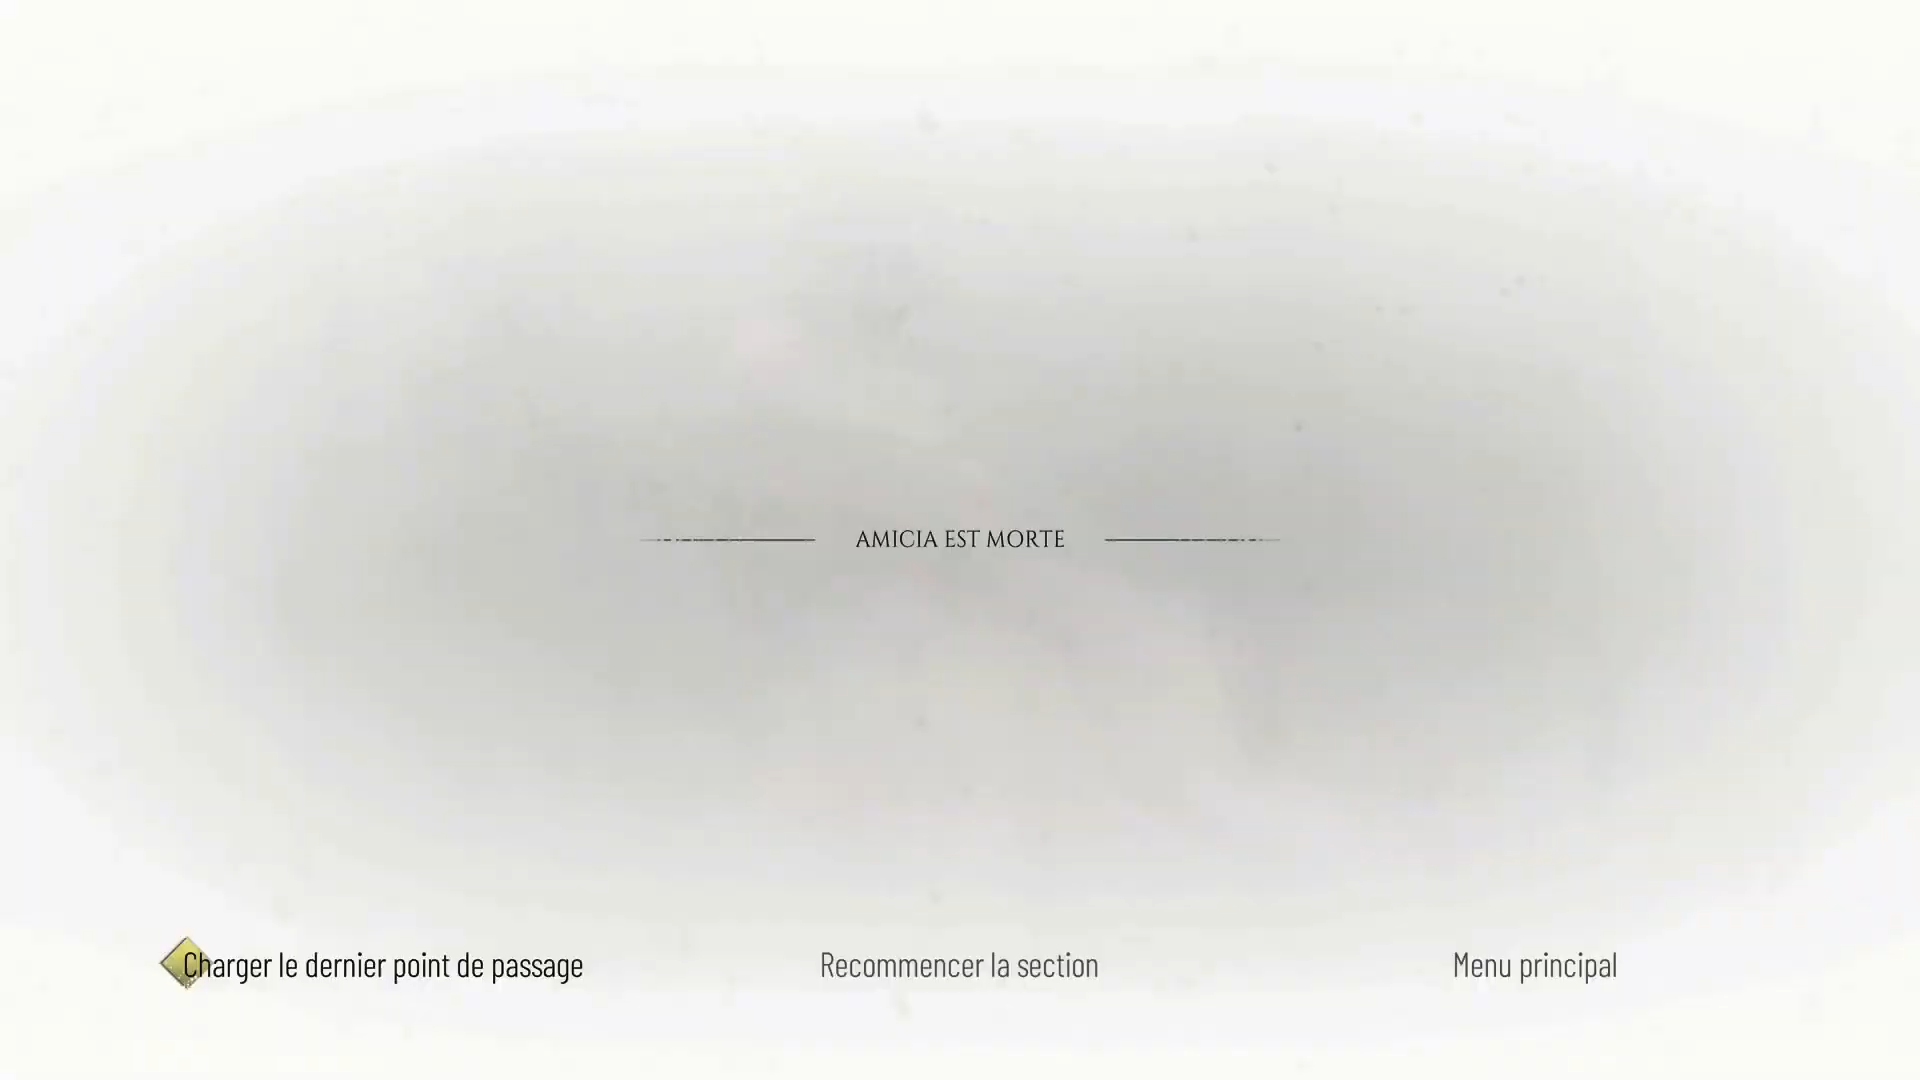 AMICIA EST MORTE
Charger le dernier point de passage
Recommencer la section
Menu principal